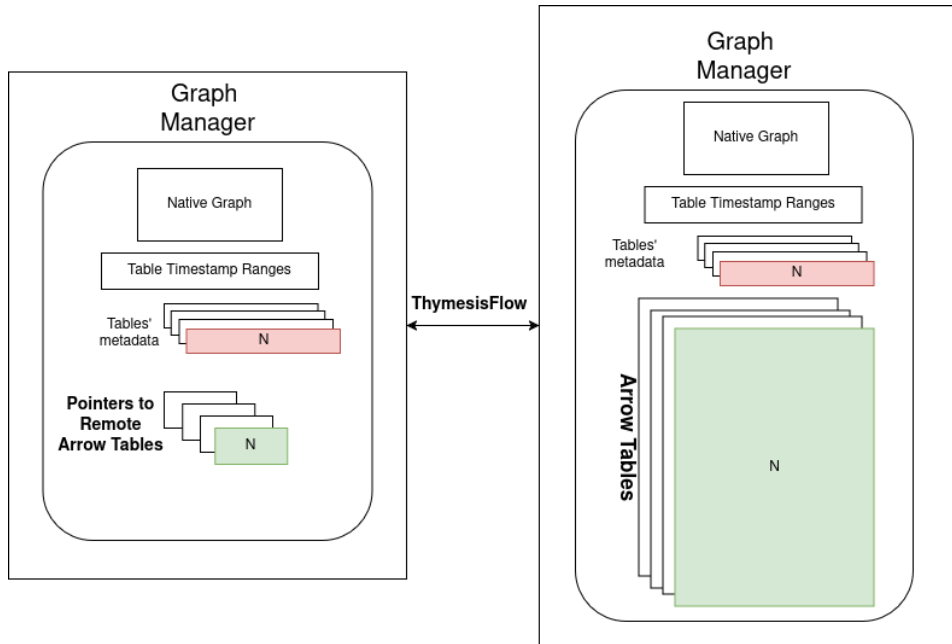 Graph
Manager
Native Graph
Table Timestamp Ranges
Tables'
metadata
N
Pointers to
Remote
Arrow Tables
N
ThymesisFlow
Graph
Manager
Native Graph
Table Timestamp Ranges
Tables'
metadata
N
Arrow Tables
N